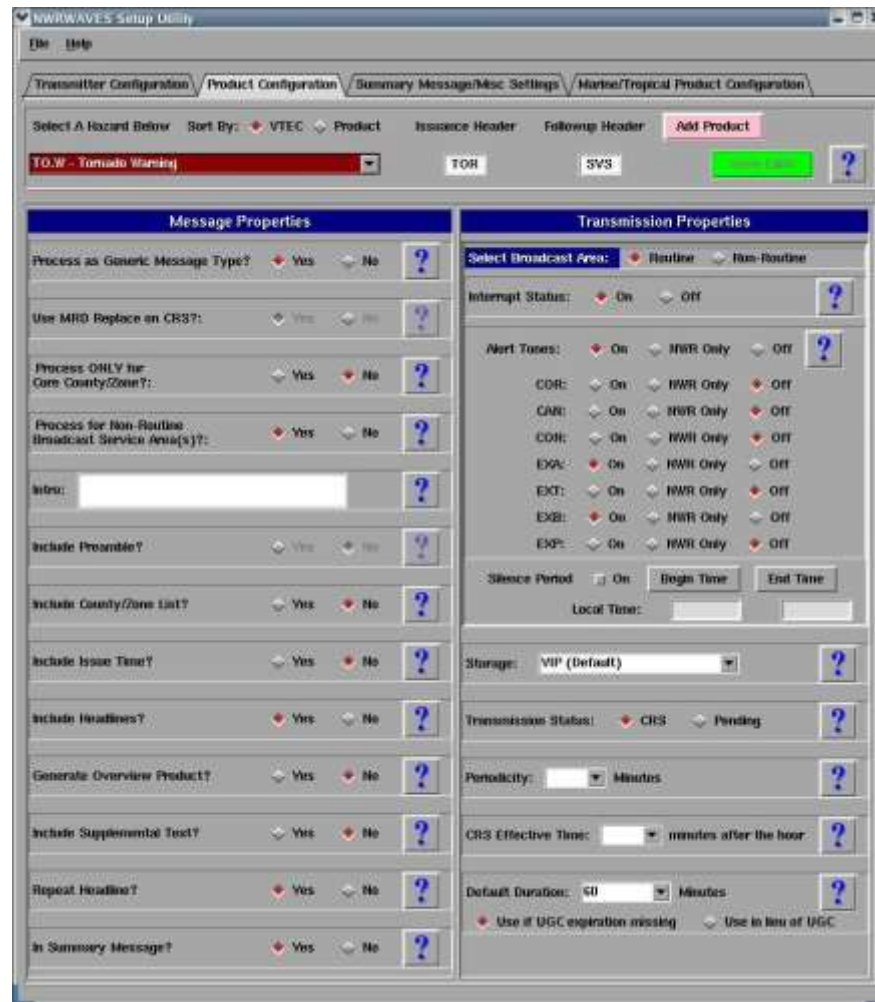 NWRWAVES Setup Utility
File Help
Transmitter Configuration Product Configuration Summary Message/Misc Settings Marine/Tropical Product Configuration
Select A Hazard Below Sort By: VTEC Product Issuance Header Followup Header Add Product
TO.W - Tornado Warning TOR SVS ?
Message Properties
Process as Generic Message Type? Yes No ?
Use MRD Replace on CRS?: Yes No ?
Process ONLY for
Core County/Zone?: Yes No ?
Process for Non-Routine
Broadcast Service Area(s)?: Yes No ?
Intro: ?
Include Preamble? Yes No ?
Include County/Zone List? Yes No ?
Include Issue Time? Yes No ?
Include Headlines? Yes No ?
Generate Overview Product? Yes No ?
Include Supplemental Text? Yes No ?
Repeat Headline? Yes No ?
In Summary Message? Yes No ?
Transmission Properties
Select Broadcast Area: Routine Non-Routine
Interrupt Status: On Off ?
Alert Tones: On NWR Only Off ?
COR: On NWR Only Off
CAN: On NWR Only Off
CON: On NWR Only Off
EXA: On NWR Only Off
EXT: On NWR Only Off
EXB: On NWR Only Off
EXP: On NWR Only Off
Silence Period On Begin Time End Time
Local Time:
Storage: VIP (Default) ?
Transmission Status: CRS Pending ?
Periodicity: Minutes ?
CRS Effective Time: minutes after the hour ?
Default Duration: 60 Minutes ?
Use if UGC expiration missing Use in lieu of UGC